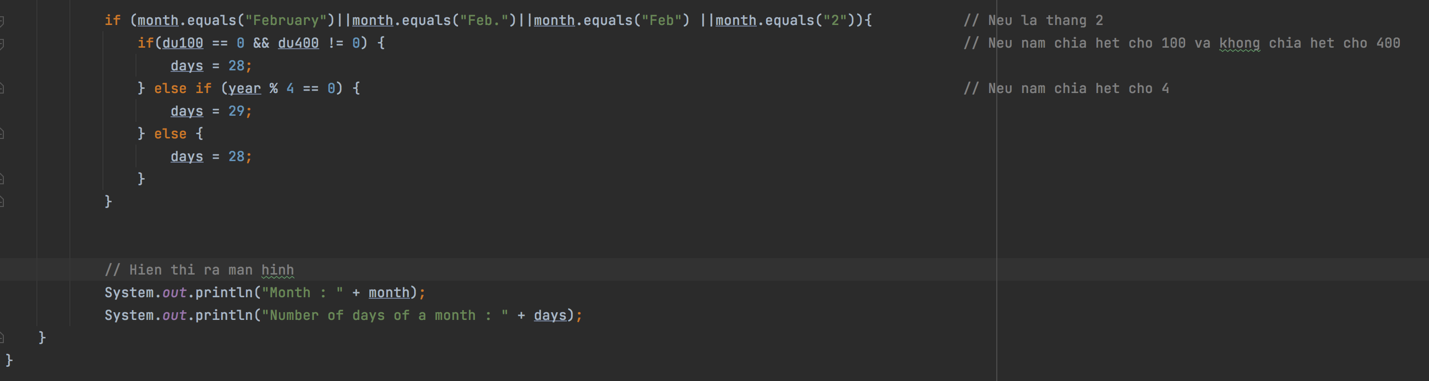 if (month.equals("February")||month.equals("Feb.")||month.equals("Feb") ||month.equals("2")){ // Neu la thang 2
if(du100 == 0 && du400 != 0) { // Neu nam chia het cho 100 va khong chia het cho 400
days = 28;
} else if (year % 4 == 0) { // Neu nam chia het cho 4
days = 29;
} else {
days = 28;
}
}
// Hien thi ra man hinh
System.out.println("Month : " + month);
System.out.println("Number of days of a month : " + days);
}
}